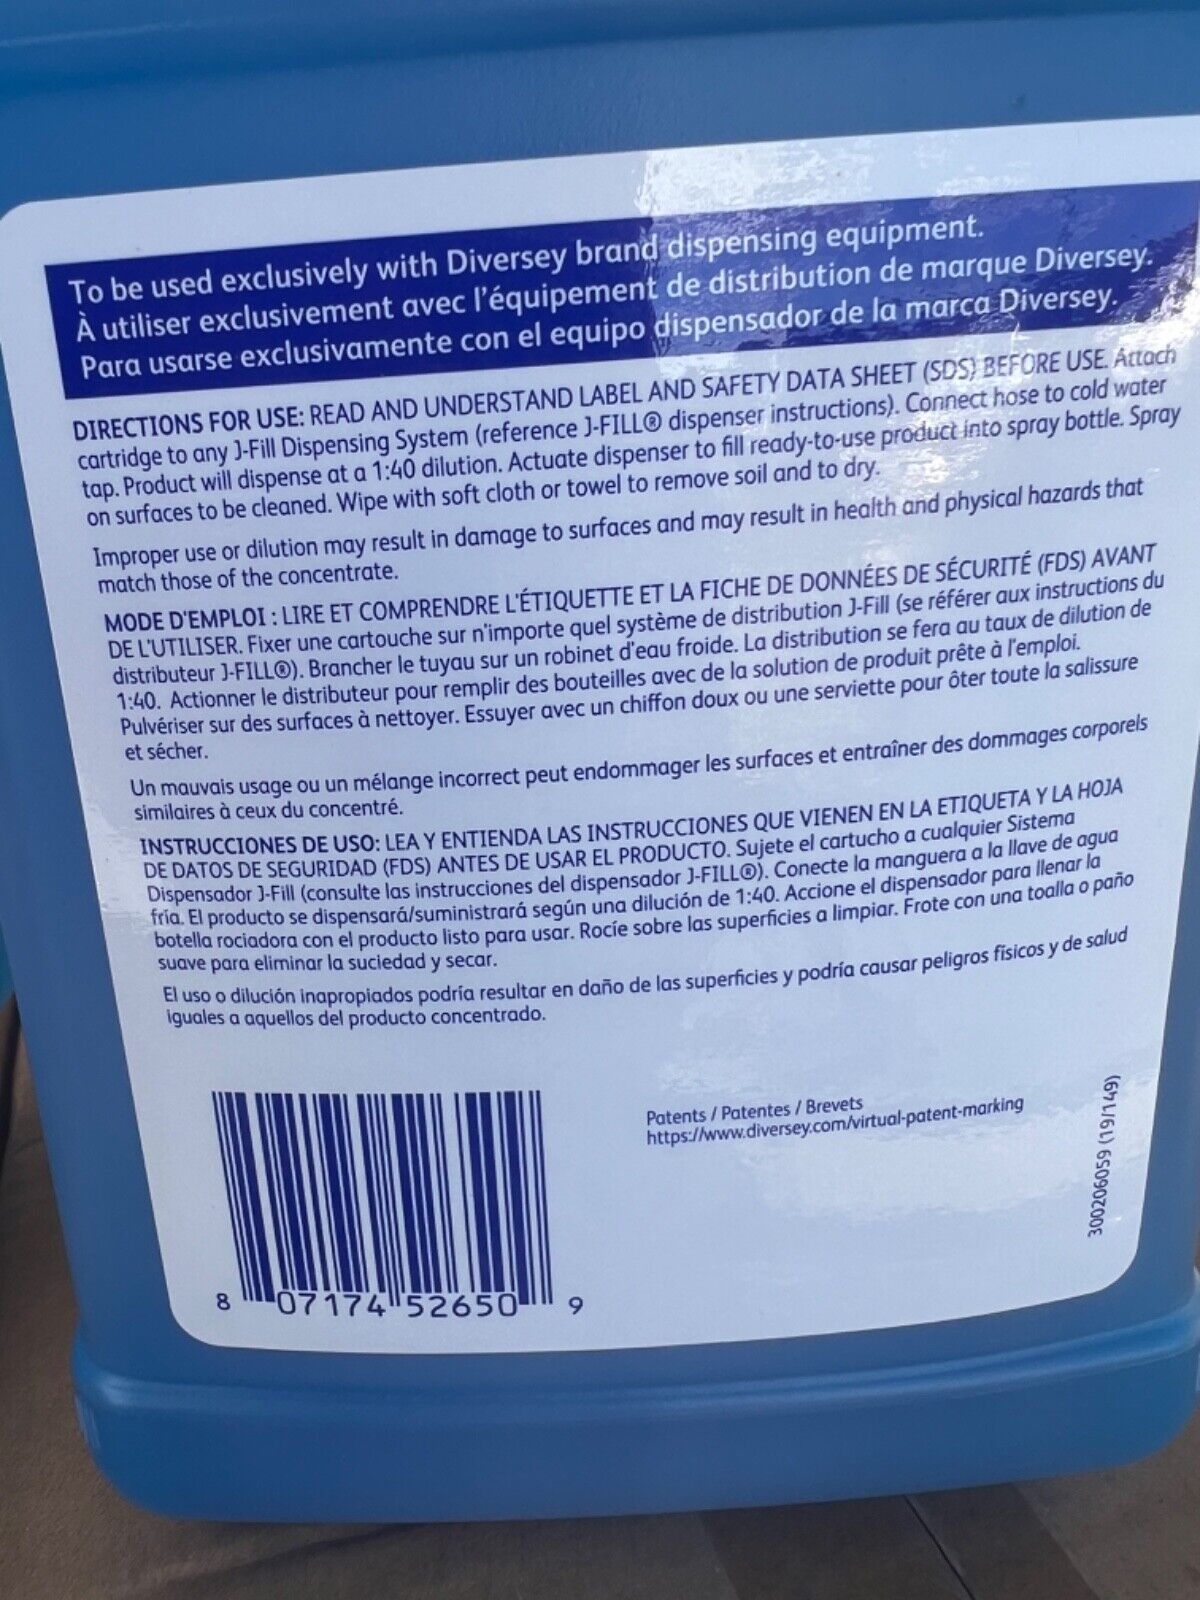 To be used exclusively with Diversey brand dispensing equipment.
À utiliser exclusivement avec l'équipement de distribution de marque Diversey.
Para usarse exclusivamente con el equipo dispensador de la marca Diversey.
DIRECTIONS FOR USE: READ AND UNDERSTAND LABEL AND SAFETY DATA SHEET (SDS) BEFORE USE. Attach
cartridge to any J-Fill Dispensing System (reference J-FILL® dispenser instructions). Connect hose to cold water
tap. Product will dispense at a 1:40 dilution. Actuate dispenser to fill ready-to-use product into spray bottle. Spray
on surfaces to be cleaned. Wipe with soft cloth or towel to remove soil and to dry.
Improper use or dilution may result in damage to surfaces and may result in health and physical hazards that
match those of the concentrate.
MODE D'EMPLOI : LIRE ET COMPRENDRE L'ÉTIQUETTE ET LA FICHE DE DONNÉES DE SÉCURITÉ (FDS) AVANT
DE L'UTILISER. Fixer une cartouche sur n'importe quel système de distribution J-Fill (se référer aux instructions du
distributeur J-FILL®). Brancher le tuyau sur un robinet d'eau froide. La distribution se fera au taux de dilution de
1:40. Actionner le distributeur pour remplir des bouteilles avec de la solution de produit prête à l'emploi.
Pulvériser sur des surfaces à nettoyer. Essuyer avec un chiffon doux ou une serviette pour ôter toute la salissure
et sécher.
Un mauvais usage ou un mélange incorrect peut endommager les surfaces et entraîner des dommages corporels
similaires à ceux du concentré.
INSTRUCCIONES DE USO: LEA Y ENTIENDA LAS INSTRUCCIONES QUE VIENEN EN LA ETIQUETA Y LA HOJA
DE DATOS DE SEGURIDAD (FDS) ANTES DE USAR EL PRODUCTO. Sujete el cartucho a cualquier Sistema
Dispensador J-Fill (consulte las instrucciones del dispensador J-FILL®). Conecte la manguera a la llave de agua
fría. El producto se dispensará/suministrará según una dilución de 1:40. Accione el dispensador para llenar la
botella rociadora con el producto listo para usar. Rocíe sobre las superficies a limpiar. Frote con una toalla o paño
suave para eliminar la suciedad y secar.
El uso o dilución inapropiados podría resultar en daño de las superficies y podría causar peligros físicos y de salud
iguales a aquellos del producto concentrado.
Patents / Patentes / Brevets
https://www.diversey.com/virtual-patent-marking
300206059 (19/149)
8 07174 52650 9